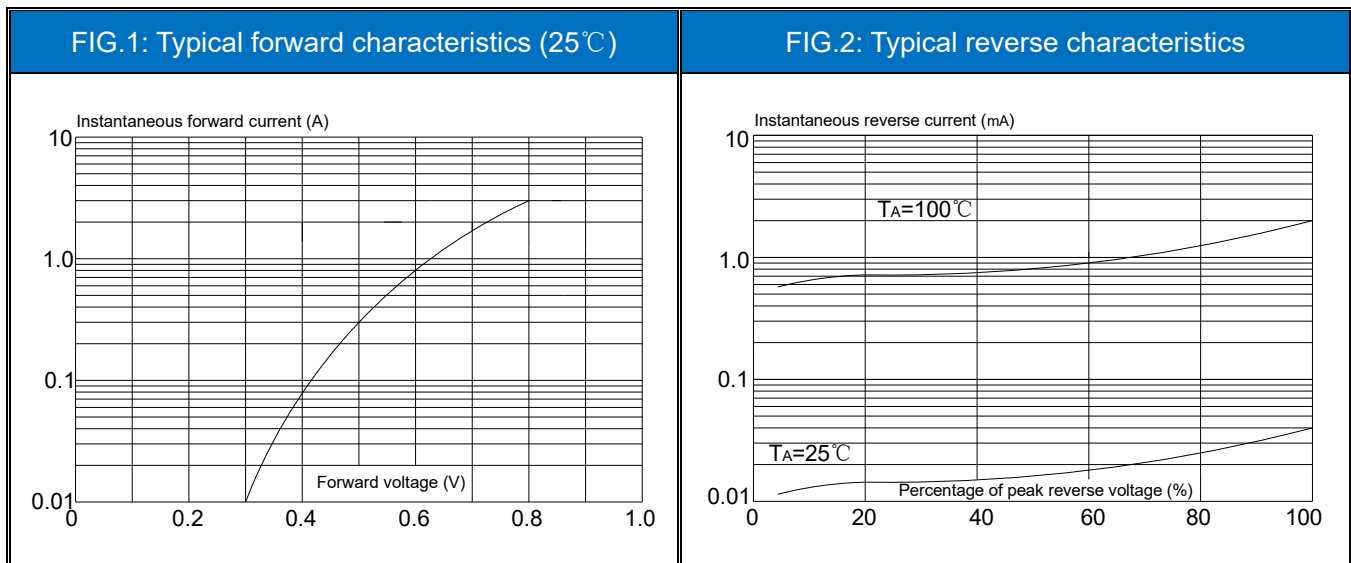 FIG.1: Typical forward characteristics (25℃)
Instantaneous forward current (A)
10
1.0
0.1
0.01
Forward voltage (V)
0 0.2 0.4 0.6 0.8 1.0
FIG.2: Typical reverse characteristics
Instantaneous reverse current (mA)
10
TA=100℃
1.0
0.1
TA=25℃
0.01
Percentage of peak reverse voltage (%)
0 20 40 60 80 100